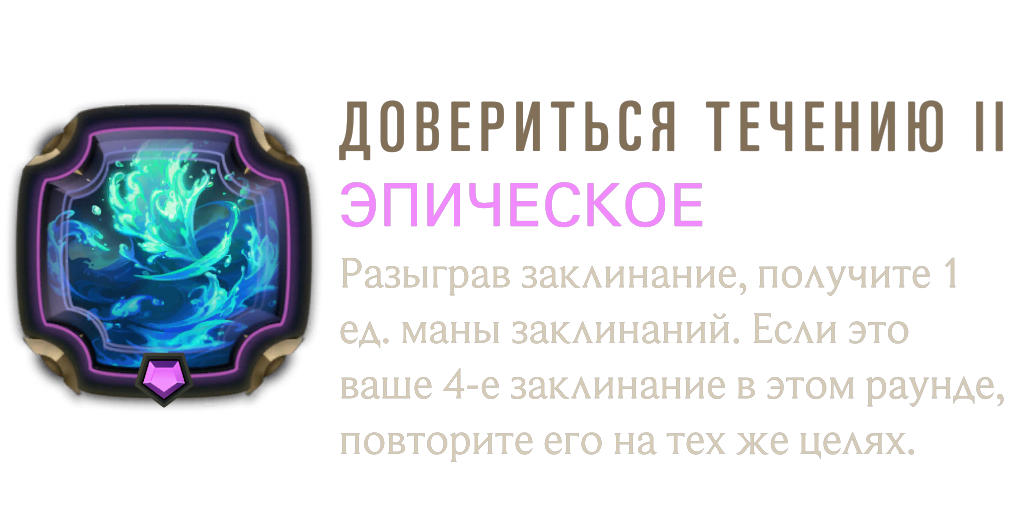 ДОВЕРИТЬСЯ ТЕЧЕНИЮ II
ЭПИЧЕСКОЕ
Разыграв заклинание, получите 1
ед. маны заклинаний. Если это
ваше 4-е заклинание в этом раунде,
повторите его на тех же целях.